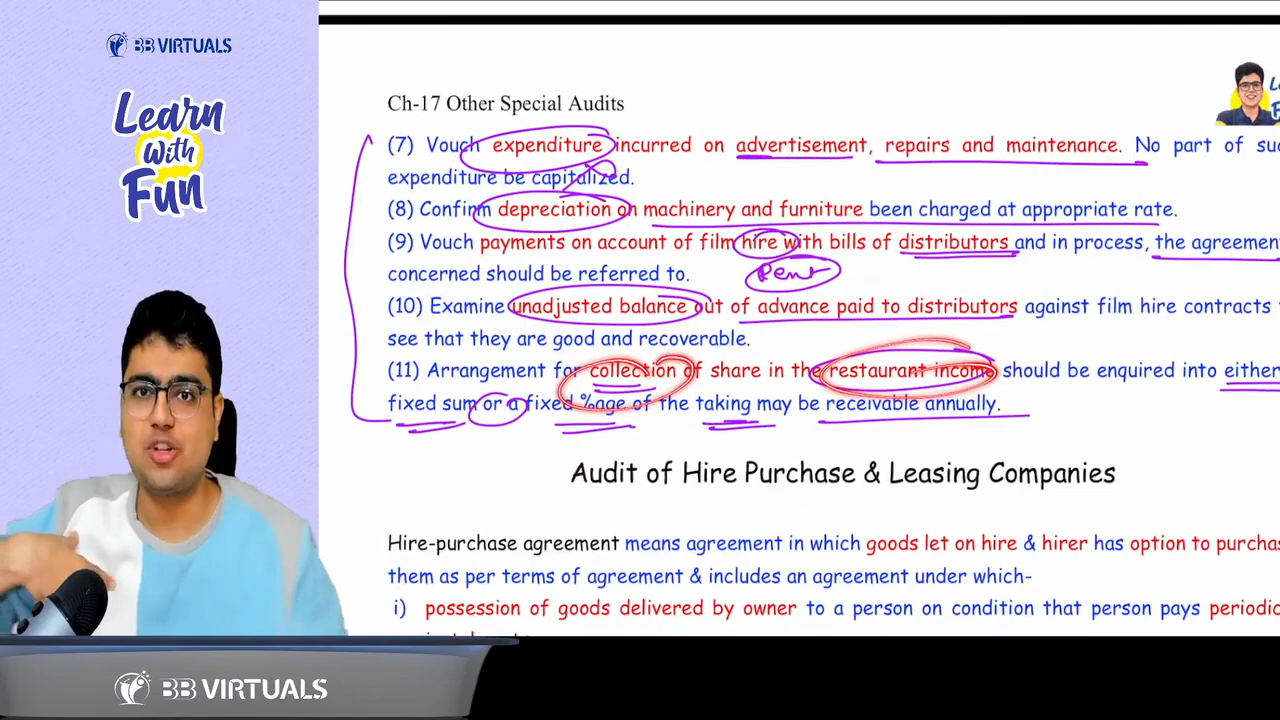 BB VIRTUALS
Learn
With
Fun
Ch-17 Other Special Audits
(7) Vouch expenditure incurred on advertisement, repairs and maintenance. No part of su
expenditure be capitalized.
(8) Confirm depreciation on machinery and furniture been charged at appropriate rate.
(9) Vouch payments on account of film hire with bills of distributors and in process, the agreemen
concerned should be referred to.
Rent
(10) Examine unadjusted balance out of advance paid to distributors against film hire contracts
see that they are good and recoverable.
(11) Arrangement for collection of share in the restaurant income should be enquired into either
fixed sum or a fixed %age of the taking may be receivable annually.
Audit of Hire Purchase & Leasing Companies
Hire-purchase agreement means agreement in which goods let on hire & hirer has option to purchas
them as per terms of agreement & includes an agreement under which-
i) possession of goods delivered by owner to a person on condition that person pays periodic
BB VIRTUALS